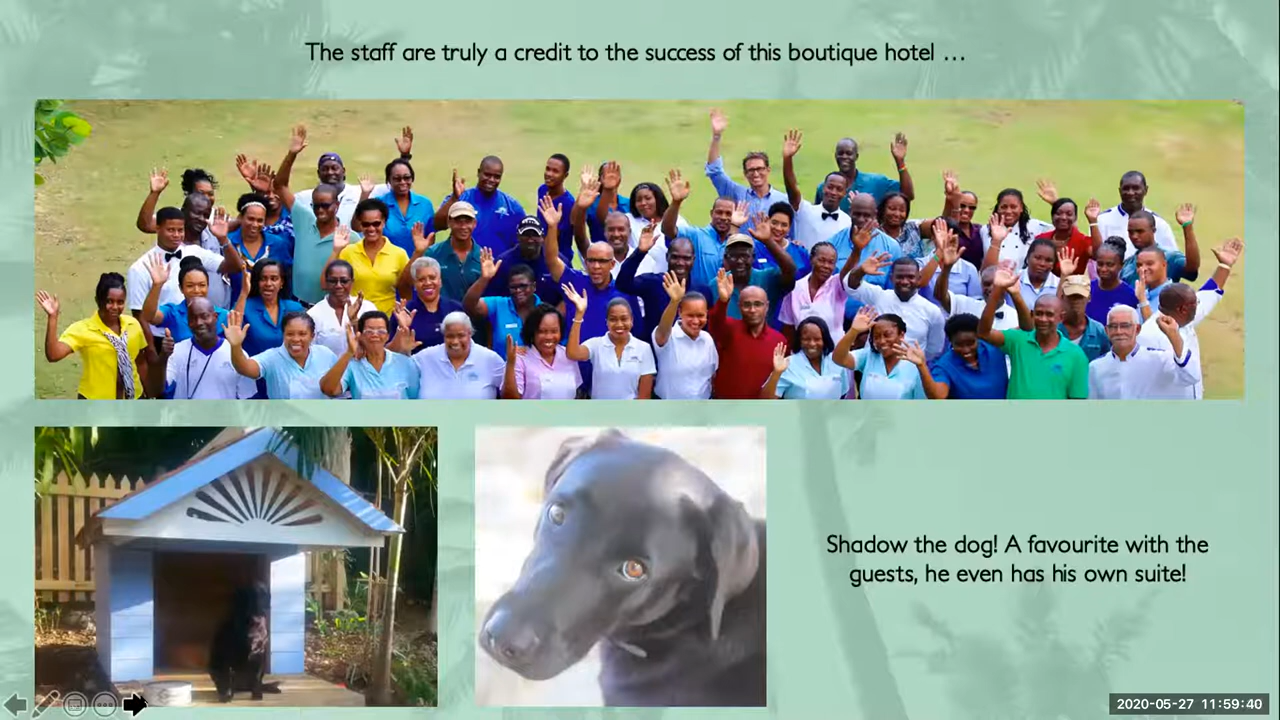 The staff are truly a credit to the success of this boutique hotel ...
Shadow the dog! A favourite with the
guests, he even has his own suite!
2020-05-27 11:59:40